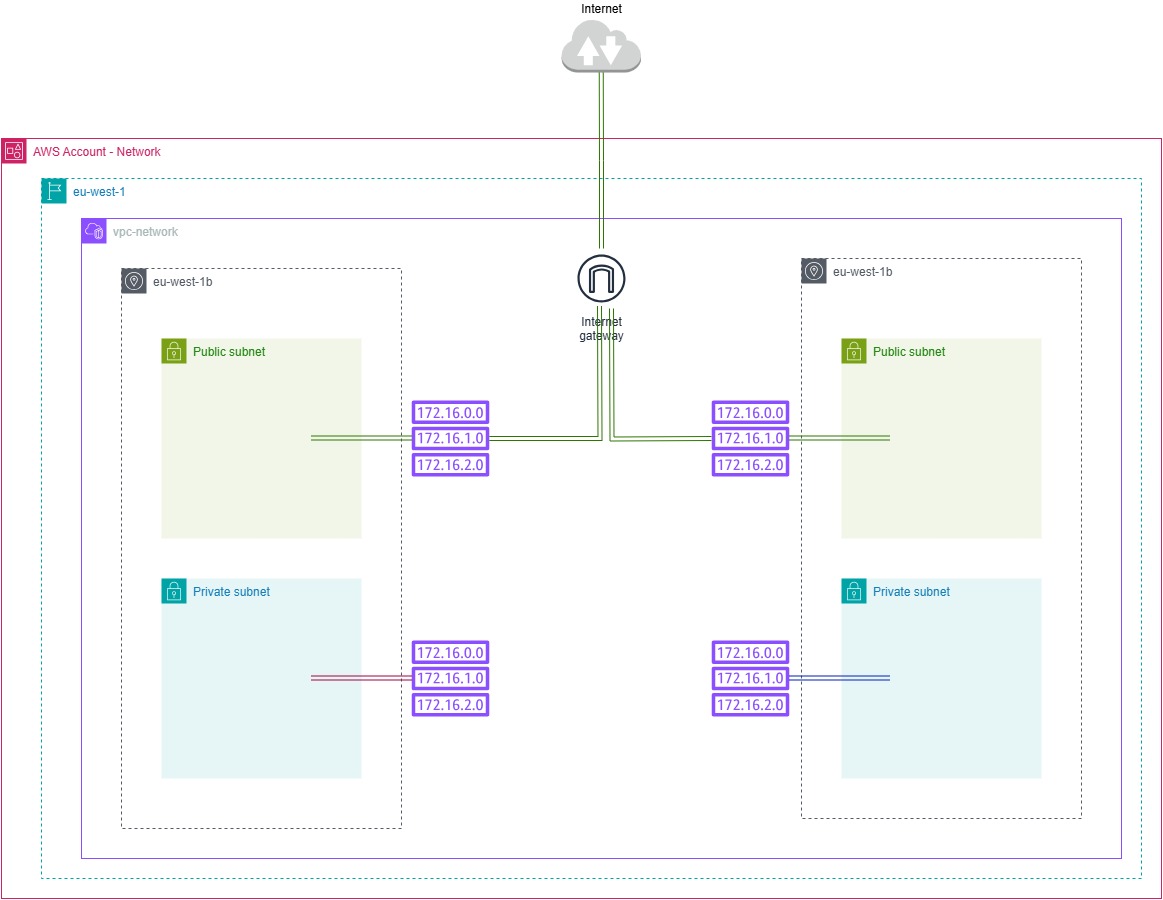 Internet
AWS Account - Network
eu-west-1
vpc-network
eu-west-1b
Public subnet
172.16.0.0
172.16.1.0
172.16.2.0
Private subnet
172.16.0.0
172.16.1.0
172.16.2.0
Internet
gateway
eu-west-1b
172.16.0.0
172.16.1.0
172.16.2.0
Public subnet
172.16.0.0
172.16.1.0
172.16.2.0
Private subnet